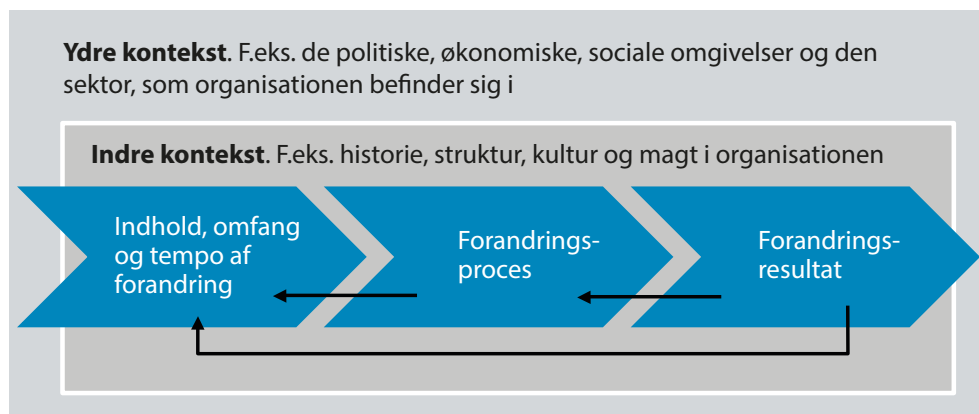 Ydre kontekst. F.eks. de politiske, økonomiske, sociale omgivelser og den
sektor, som organisationen befinder sig i
Indre kontekst. F.eks. historie, struktur, kultur og magt i organisationen
Indhold, omfang
og tempo af
forandring
Forandrings-
proces
Forandrings-
resultat